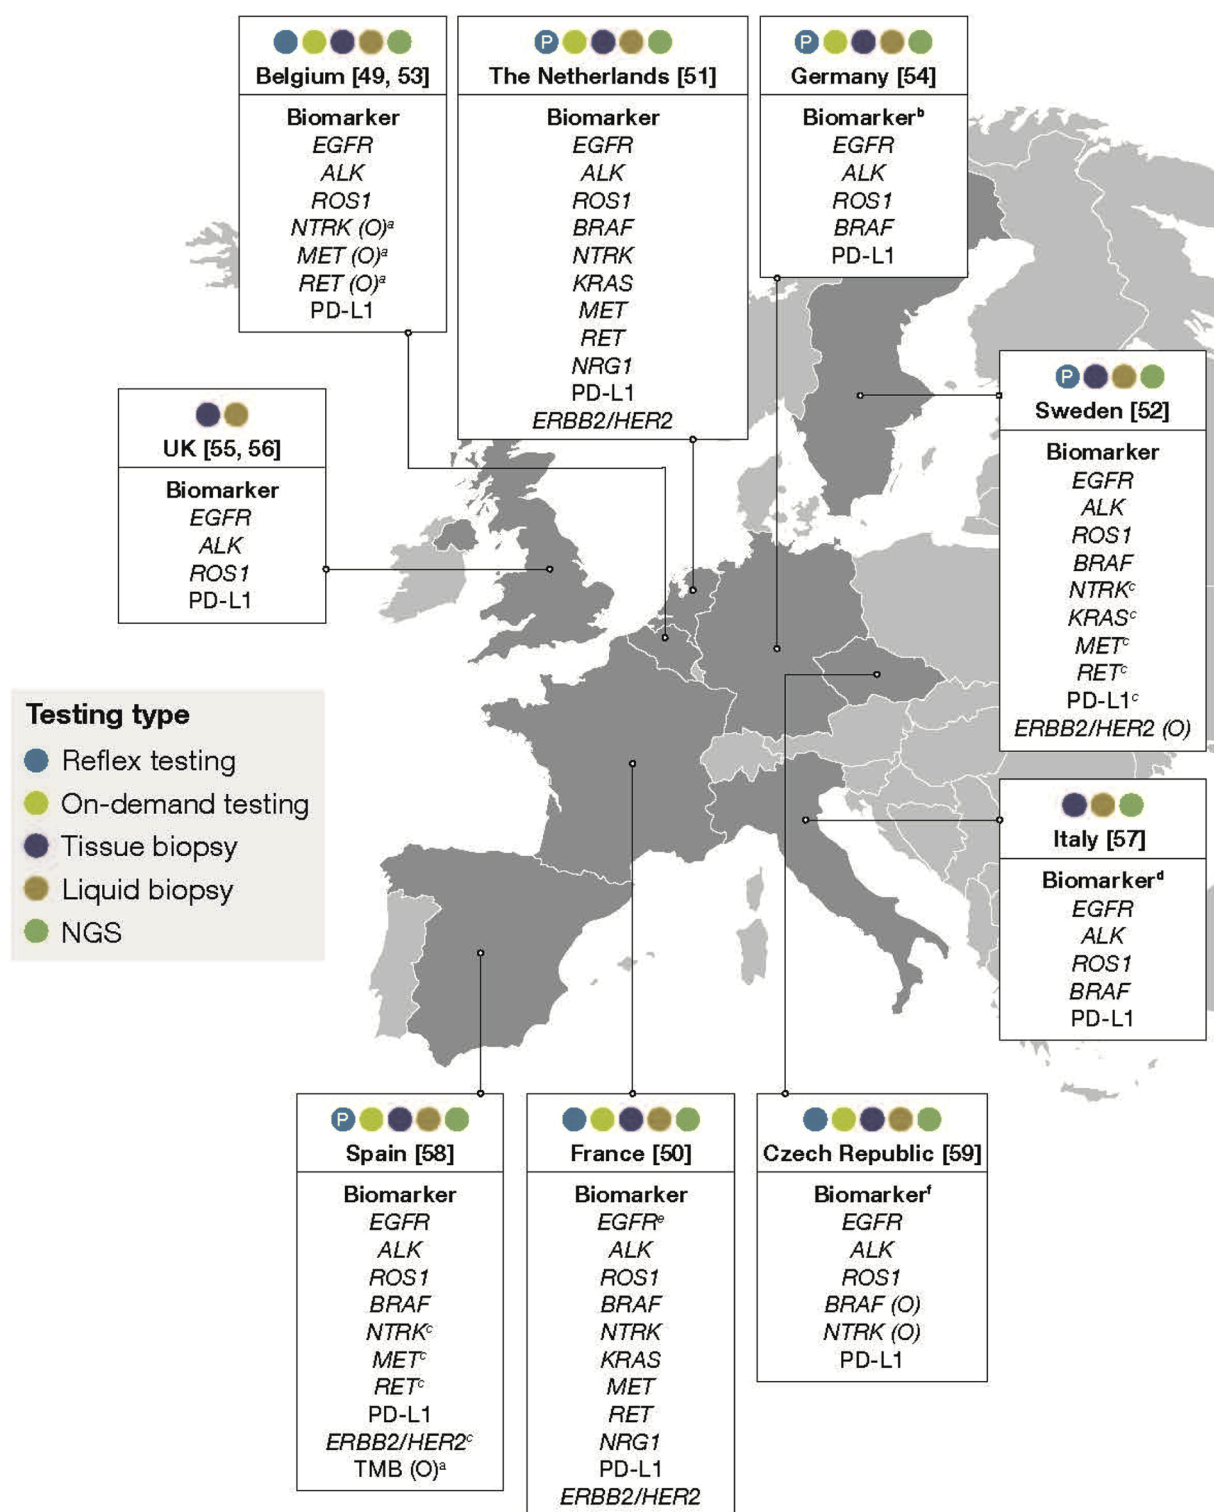 Belgium [49, 53]
Biomarker
EGFR
ALK
ROS1
NTRK (O)ᵃ
MET (O)ᵃ
RET (O)ᵃ
PD-L1
P
The Netherlands [51]
Biomarker
EGFR
ALK
ROS1
BRAF
NTRK
KRAS
MET
RET
NRG1
PD-L1
ERBB2/HER2
P
Germany [54]
Biomarkerᵇ
EGFR
ALK
ROS1
BRAF
PD-L1
UK [55, 56]
Biomarker
EGFR
ALK
ROS1
PD-L1
P
Sweden [52]
Biomarker
EGFR
ALK
ROS1
BRAF
NTRKᶜ
KRASᶜ
METᶜ
RETᶜ
PD-L1ᶜ
ERBB2/HER2 (O)
Testing type
Reflex testing
On-demand testing
Tissue biopsy
Liquid biopsy
NGS
Italy [57]
Biomarkerᵈ
EGFR
ALK
ROS1
BRAF
PD-L1
P
Spain [58]
Biomarker
EGFR
ALK
ROS1
BRAF
NTRKᶜ
METᶜ
RETᶜ
PD-L1
ERBB2/HER2ᶜ
TMB (O)ᵃ
France [50]
Biomarker
EGFRᵉ
ALK
ROS1
BRAF
NTRK
KRAS
MET
RET
NRG1
PD-L1
ERBB2/HER2
Czech Republic [59]
Biomarkerᶠ
EGFR
ALK
ROS1
BRAF (O)
NTRK (O)
PD-L1